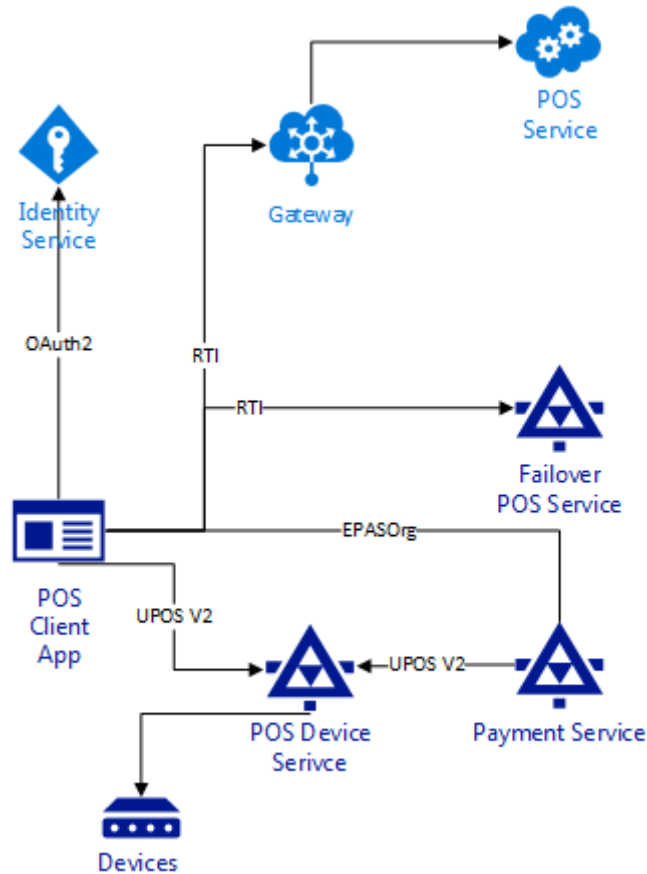 POS
Service
Identity
Service
Gateway
OAuth2
RTI
RTI
Failover
POS Service
EPASOrg
POS
Client
App
UPOS V2
UPOS V2
POS Device
Serivce
Payment Service
Devices